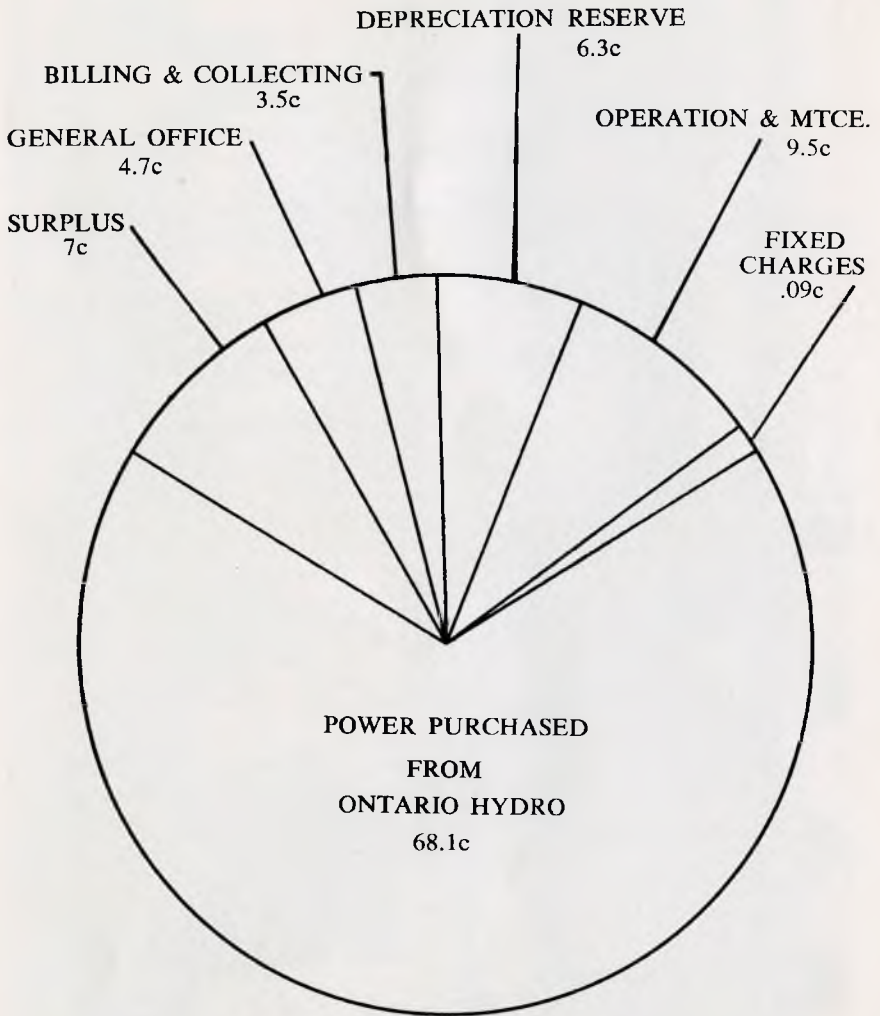 DEPRECIATION RESERVE
6.3c
BILLING & COLLECTING
3.5c
OPERATION & MTCE.
9.5c
GENERAL OFFICE
4.7c
SURPLUS
7c
FIXED
CHARGES
.09c
POWER PURCHASED
FROM
ONTARIO HYDRO
68.1c